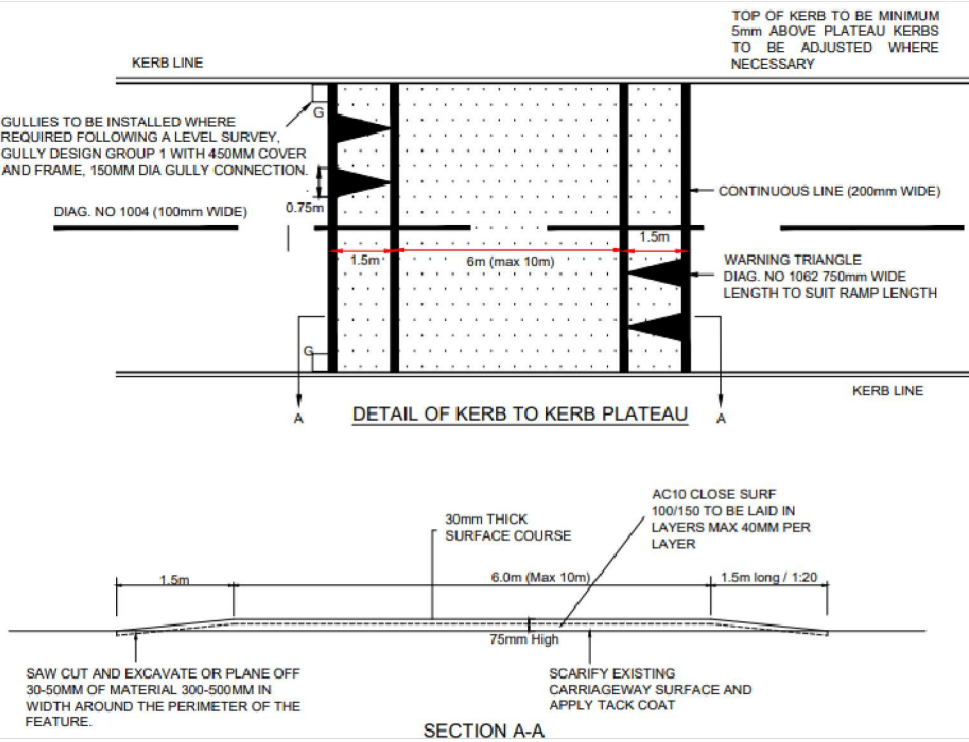 TOP OF KERB TO BE MINIMUM
5mm ABOVE PLATEAU KERBS
TO BE ADJUSTED WHERE
NECESSARY
KERB LINE
GULLIES TO BE INSTALLED WHERE
REQUIRED FOLLOWING A LEVEL SURVEY,
GULLY DESIGN GROUP 1 WITH 450MM COVER
AND FRAME, 150MM DIA GULLY CONNECTION.
G
0.75m
CONTINUOUS LINE (200mm WIDE)
DIAG. NO 1004 (100mm WIDE)
1.5m
6m (max 10m)
1.5m
WARNING TRIANGLE
DIAG. NO 1062 750mm WIDE
LENGTH TO SUIT RAMP LENGTH
G
KERB LINE
A
DETAIL OF KERB TO KERB PLATEAU
A
AC10 CLOSE SURF
100/150 TO BE LAID IN
LAYERS MAX 40MM PER
LAYER
30mm THICK
SURFACE COURSE
1.5m
6.0m (Max 10m)
1.5m long / 1:20
75mm High
SAW CUT AND EXCAVATE OR PLANE OFF
30-50MM OF MATERIAL 300-500MM IN
WIDTH AROUND THE PERIMETER OF THE
FEATURE.
SCARIFY EXISTING
CARRIAGEWAY SURFACE AND
APPLY TACK COAT
SECTION A-A